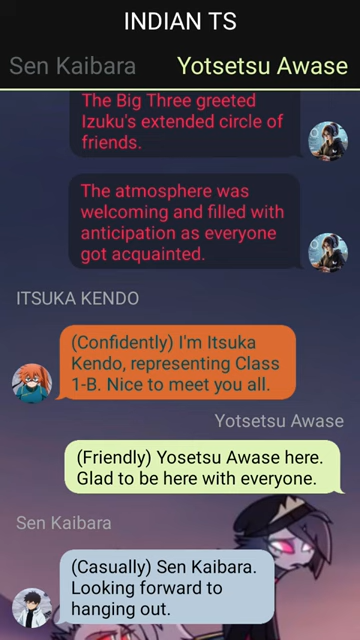 INDIAN TS
Sen Kaibara
Yotsetsu Awase
The Big Three greeted
Izuku's extended circle of
friends.
The atmosphere was
welcoming and filled with
anticipation as everyone
got acquainted.
ITSUKA KENDO
(Confidently) I'm Itsuka
Kendo, representing Class
1-B. Nice to meet you all.
Yotsetsu Awase
(Friendly) Yosetsu Awase here.
Glad to be here with everyone.
Sen Kaibara
(Casually) Sen Kaibara.
Looking forward to
hanging out.